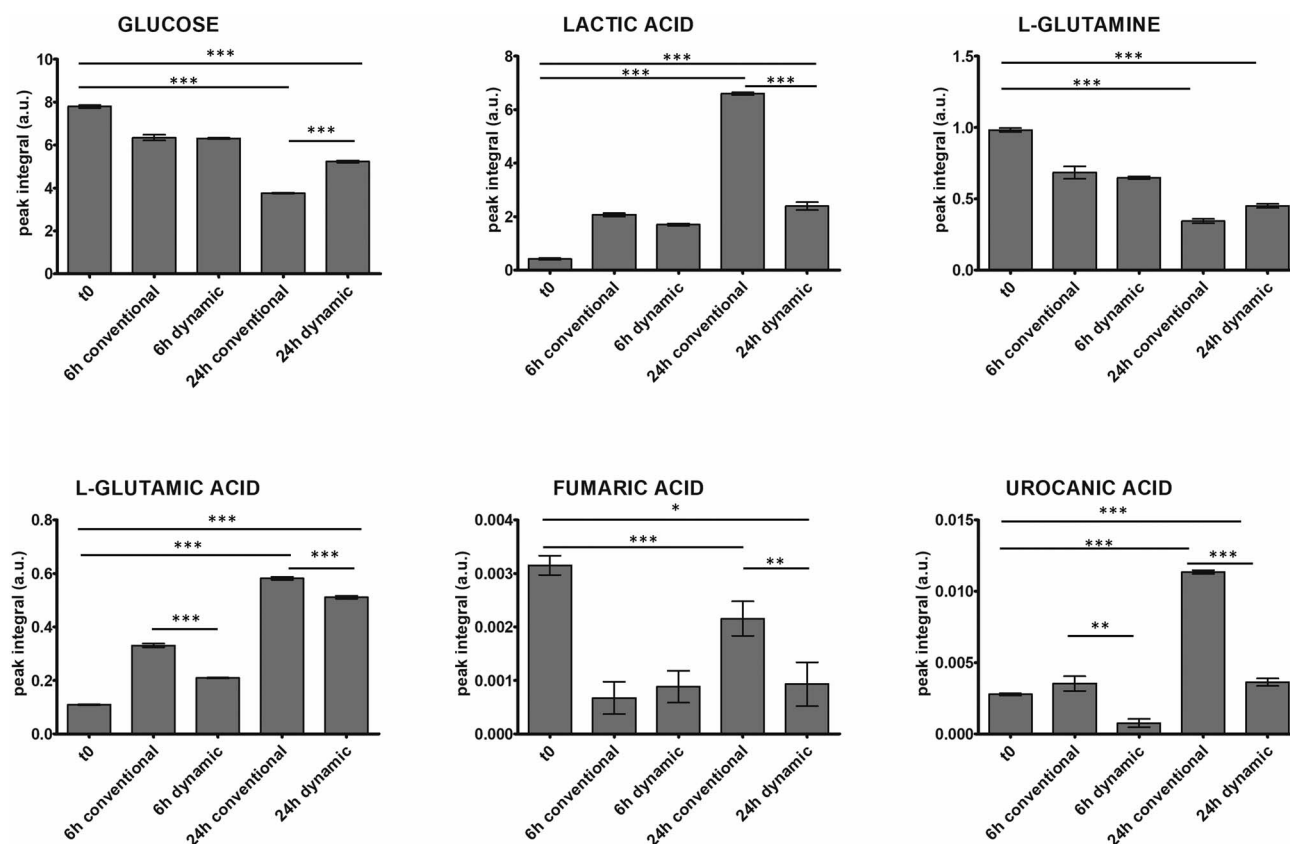 GLUCOSE
peak integral (a.u.)
10
8
6
4
2
0
***
***
***
t0
6h conventional
6h dynamic
24h conventional
24h dynamic
LACTIC ACID
peak integral (a.u.)
8
6
4
2
0
***
***
***
t0
6h conventional
6h dynamic
24h conventional
24h dynamic
L-GLUTAMINE
peak integral (a.u.)
1.5
1.0
0.5
0.0
***
***
t0
6h conventional
6h dynamic
24h conventional
24h dynamic
L-GLUTAMIC ACID
peak integral (a.u.)
0.8
0.6
0.4
0.2
0.0
***
***
***
***
t0
6h conventional
6h dynamic
24h conventional
24h dynamic
FUMARIC ACID
peak integral (a.u.)
0.004
0.003
0.002
0.001
0.000
*
***
**
t0
6h conventional
6h dynamic
24h conventional
24h dynamic
UROCANIC ACID
peak integral (a.u.)
0.015
0.010
0.005
0.000
***
***
***
**
t0
6h conventional
6h dynamic
24h conventional
24h dynamic